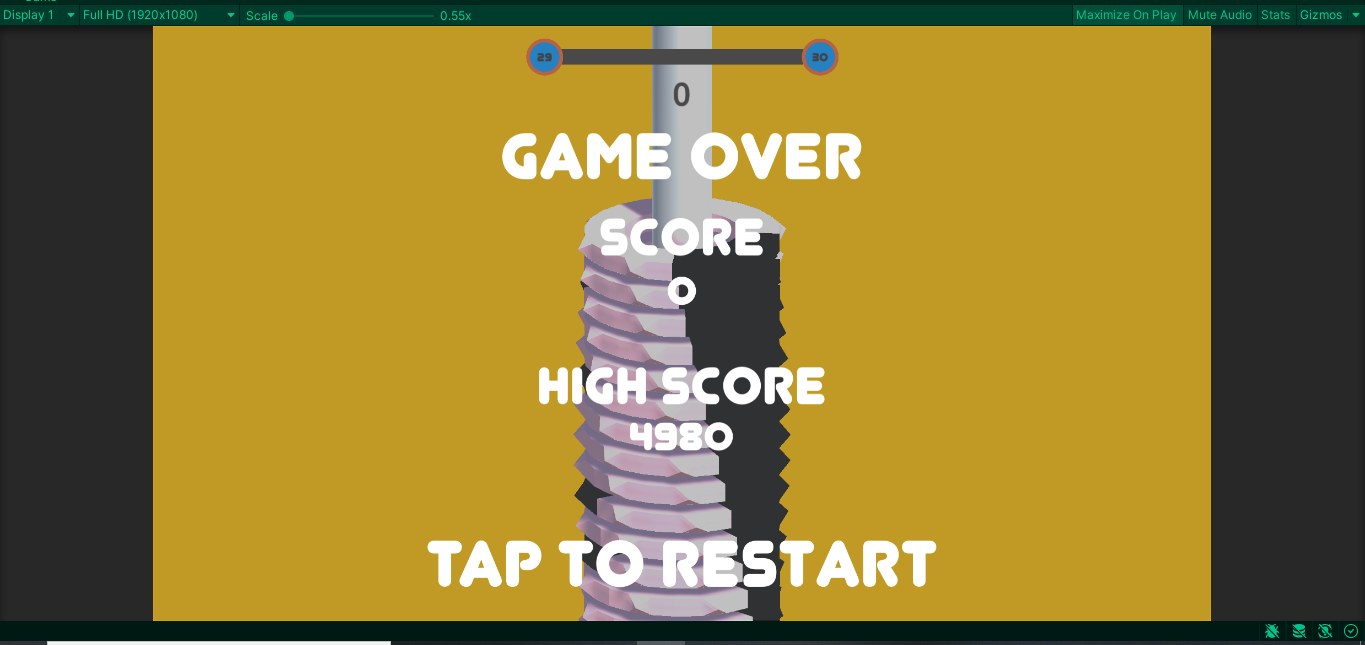 Display 1 Full HD (1920x1080) Scale 0.55x Maximize On Play Mute Audio Stats Gizmos
29 30
0
GAME OVER
SCORE
0
HIGH SCORE
4980
TAP TO RESTART